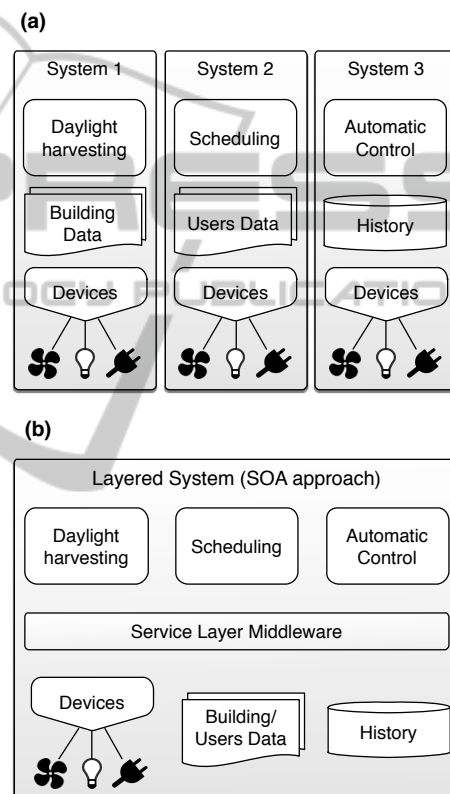 (a)
System 1
System 2
System 3
Daylight
harvesting
Scheduling
Automatic
Control
Building
Data
Users Data
History
Devices
Devices
Devices
(b)
Layered System (SOA approach)
Daylight
harvesting
Scheduling
Automatic
Control
Service Layer Middleware
Devices
Building/
Users Data
History